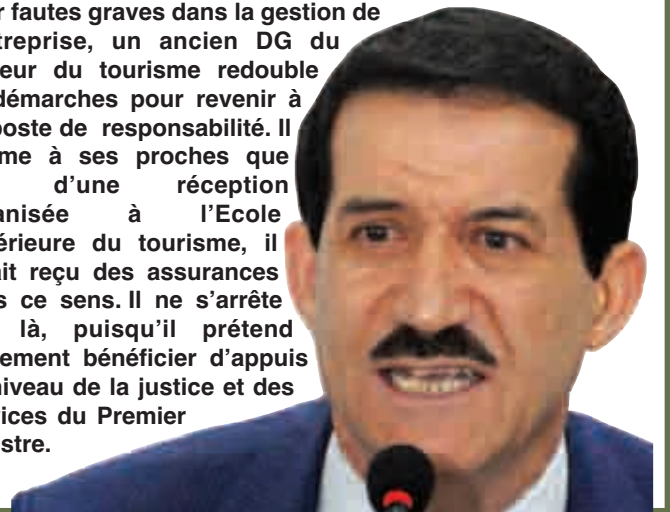 r fautes graves dans la gestion de
treprise, un ancien DG du
eur du tourisme redouble
démarches pour revenir à
poste de responsabilité. Il
me à ses proches que
d'une réception
anisée à l'Ecole
érieure du tourisme, il
ait reçu des assurances
s ce sens. Il ne s'arrête
là, puisqu'il prétend
ement bénéficier d'appuis
niveau de la justice et des
ices du Premier
stre.